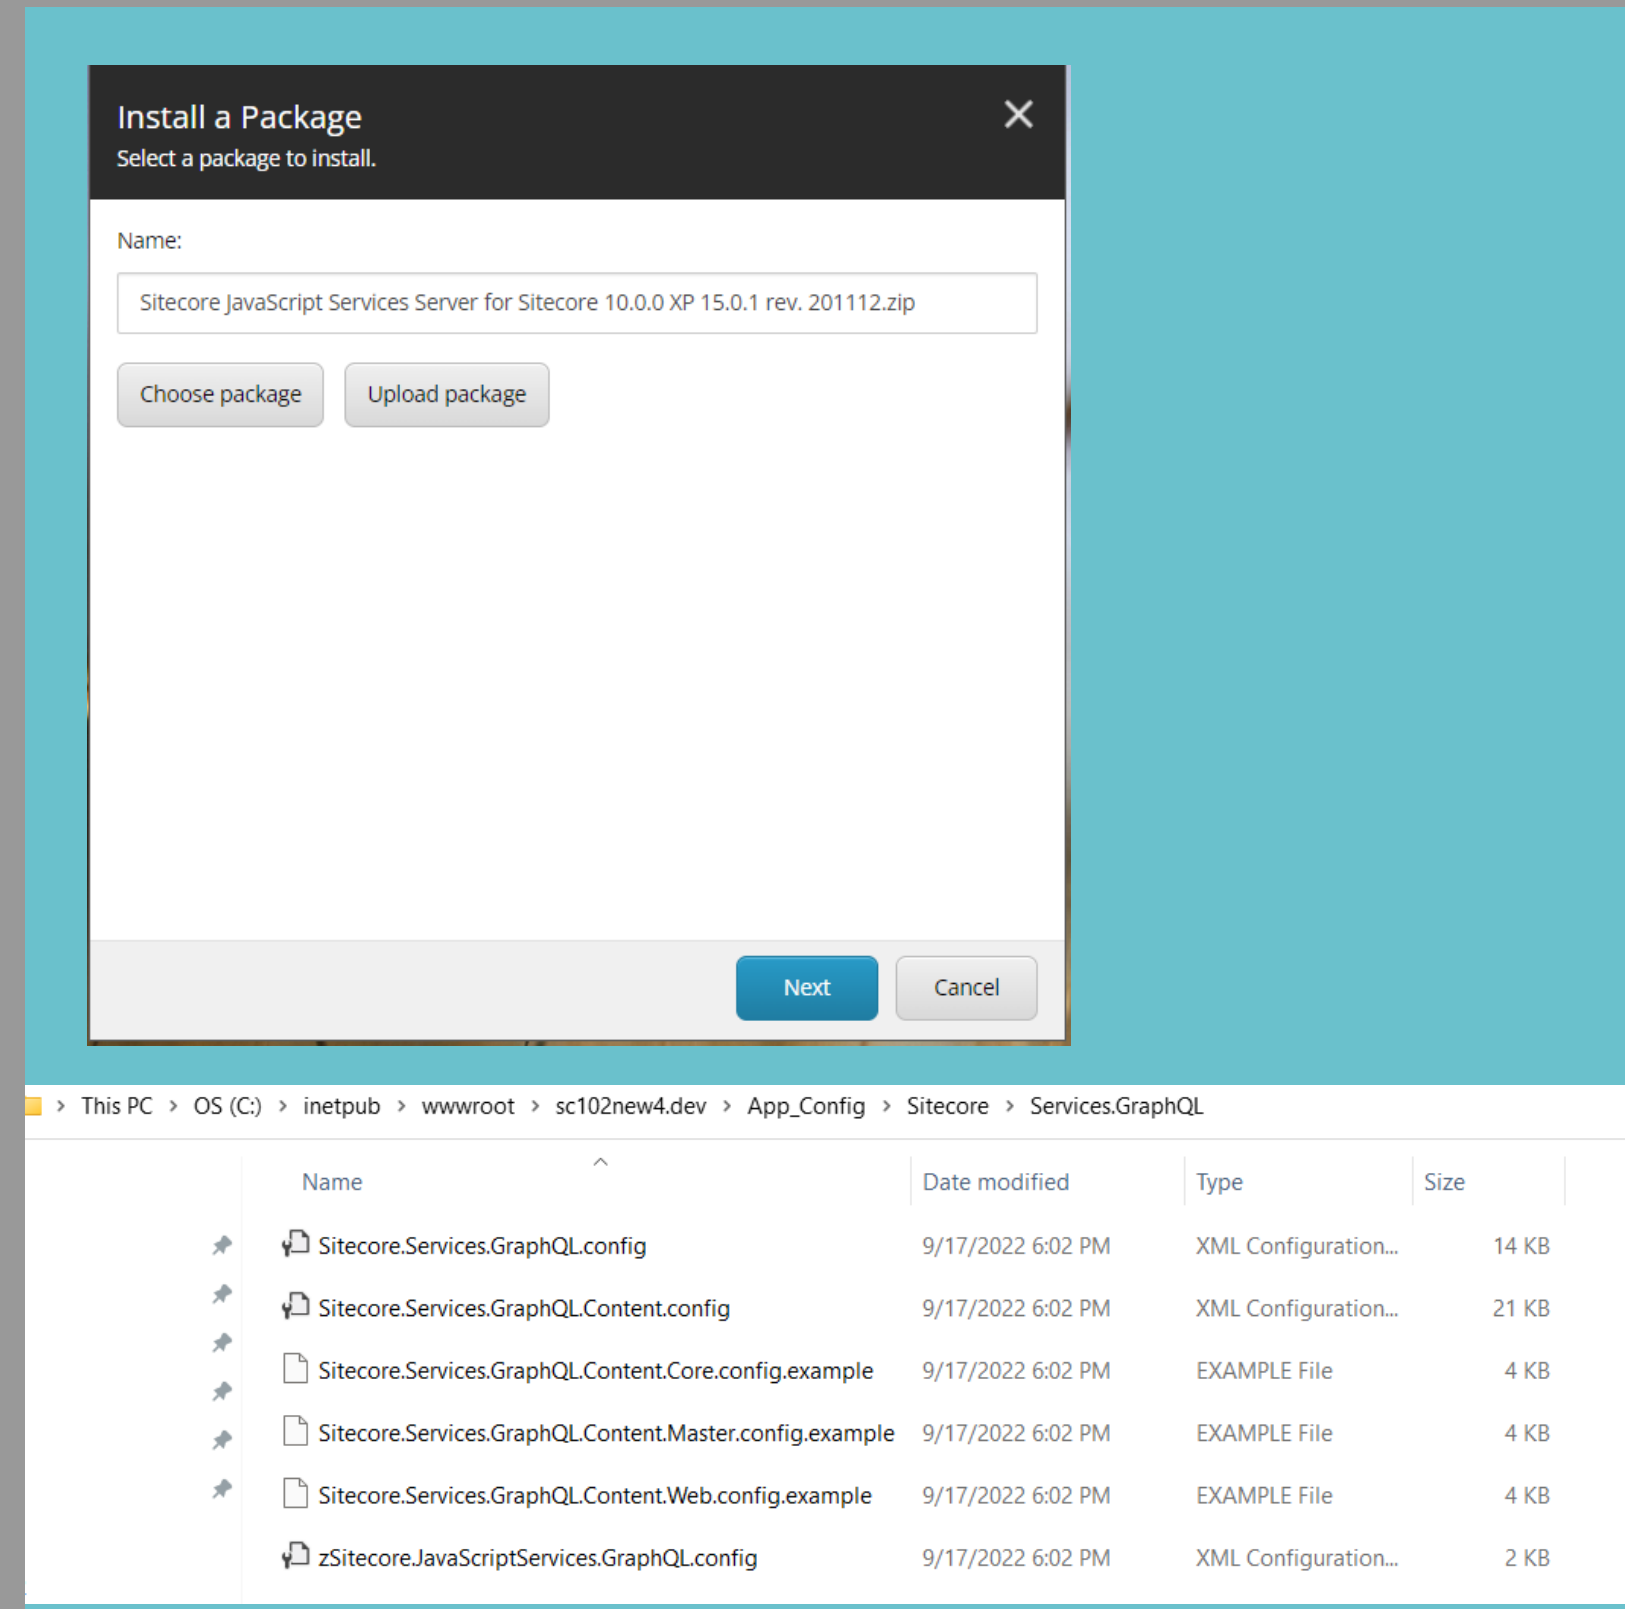 Install a Package
Select a package to install.
Name:
Sitecore JavaScript Services Server for Sitecore 10.0.0 XP 15.0.1 rev. 201112.zip
Choose package Upload package
Next Cancel
› This PC › OS (C:) › inetpub › wwwroot › sc102new4.dev › App_Config › Sitecore › Services.GraphQL
Name Date modified Type Size
Sitecore.Services.GraphQL.config 9/17/2022 6:02 PM XML Configuration... 14 KB
Sitecore.Services.GraphQL.Content.config 9/17/2022 6:02 PM XML Configuration... 21 KB
Sitecore.Services.GraphQL.Content.Core.config.example 9/17/2022 6:02 PM EXAMPLE File 4 KB
Sitecore.Services.GraphQL.Content.Master.config.example 9/17/2022 6:02 PM EXAMPLE File 4 KB
Sitecore.Services.GraphQL.Content.Web.config.example 9/17/2022 6:02 PM EXAMPLE File 4 KB
zSitecore.JavaScriptServices.GraphQL.config 9/17/2022 6:02 PM XML Configuration... 2 KB